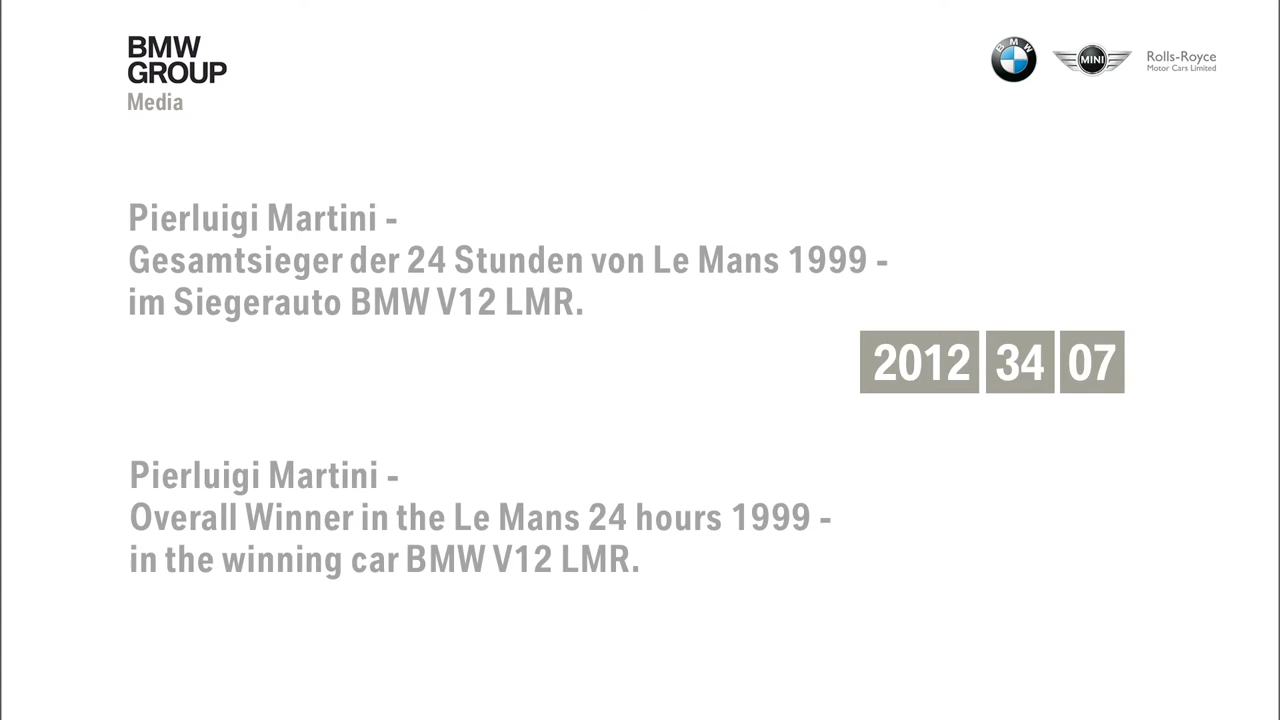 BMW
GROUP
Media
BMW
MINI
Rolls-Royce
Motor Cars Limited
Pierluigi Martini -
Gesamtsieger der 24 Stunden von Le Mans 1999 -
im Siegerauto BMW V12 LMR.
2012 34 07
Pierluigi Martini -
Overall Winner in the Le Mans 24 hours 1999 -
in the winning car BMW V12 LMR.